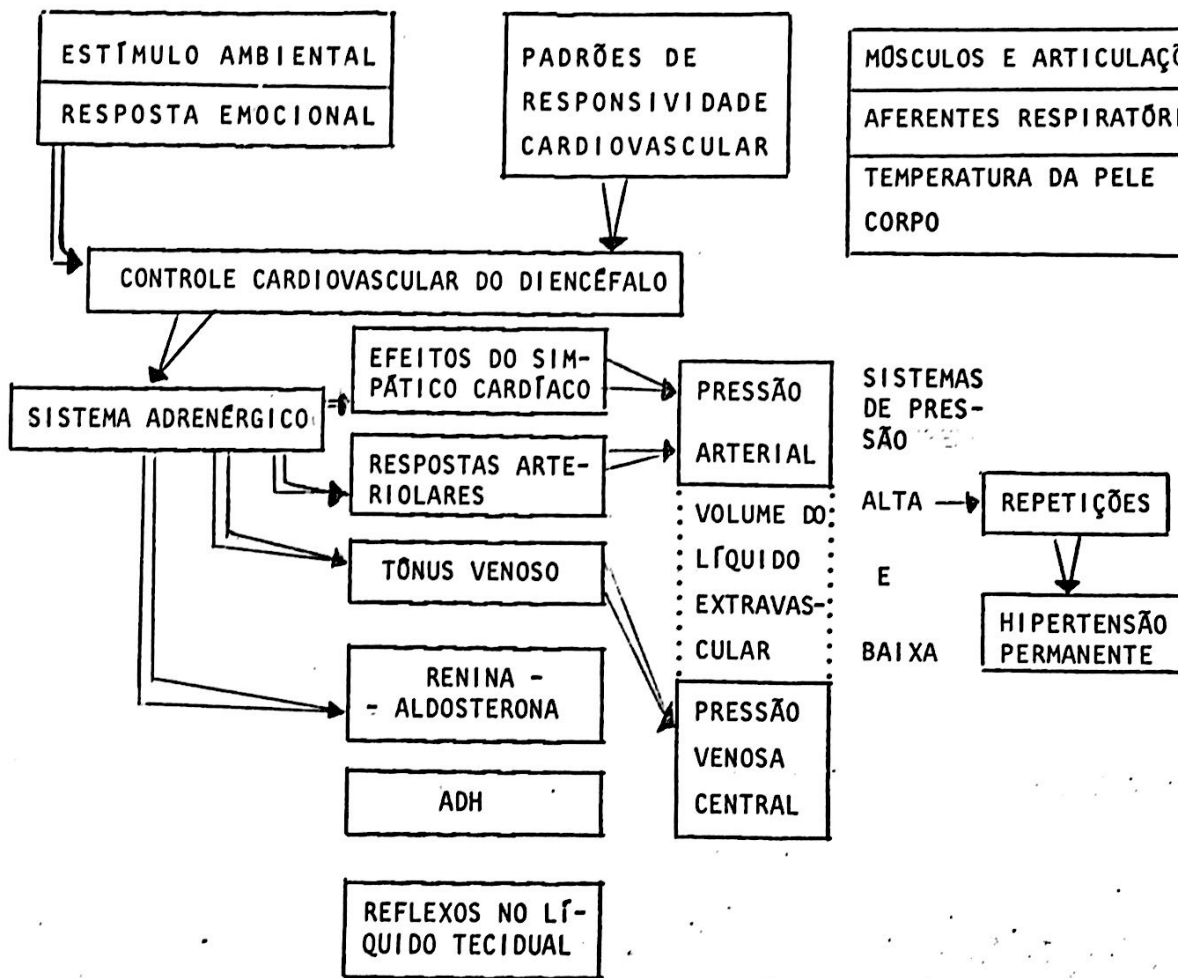 ESTÍMULO AMBIENTAL
RESPOSTA EMOCIONAL
PADRÕES DE
RESPONSIVIDADE
CARDIOVASCULAR
MÚSCULOS E ARTICULAÇÕ
AFERENTES RESPIRATÓRI
TEMPERATURA DA PELE
CORPO
CONTROLE CARDIOVASCULAR DO DIENCÉFALO
SISTEMA ADRENÉRGICO
EFEITOS DO SIM-
PÁTICO CARDÍACO
RESPOSTAS ARTE-
RIOLARES
TÔNUS VENOSO
RENINA -
- ALDOSTERONA
ADH
REFLEXOS NO LÍ-
QUIDO TECIDUAL
PRESSÃO
ARTERIAL
VOLUME DO
LÍQUIDO
EXTRAVAS-
CULAR
PRESSÃO
VENOSA
CENTRAL
SISTEMAS
DE PRES-
SÃO
ALTA
E
BAIXA
REPETIÇÕES
HIPERTENSÃO
PERMANENTE